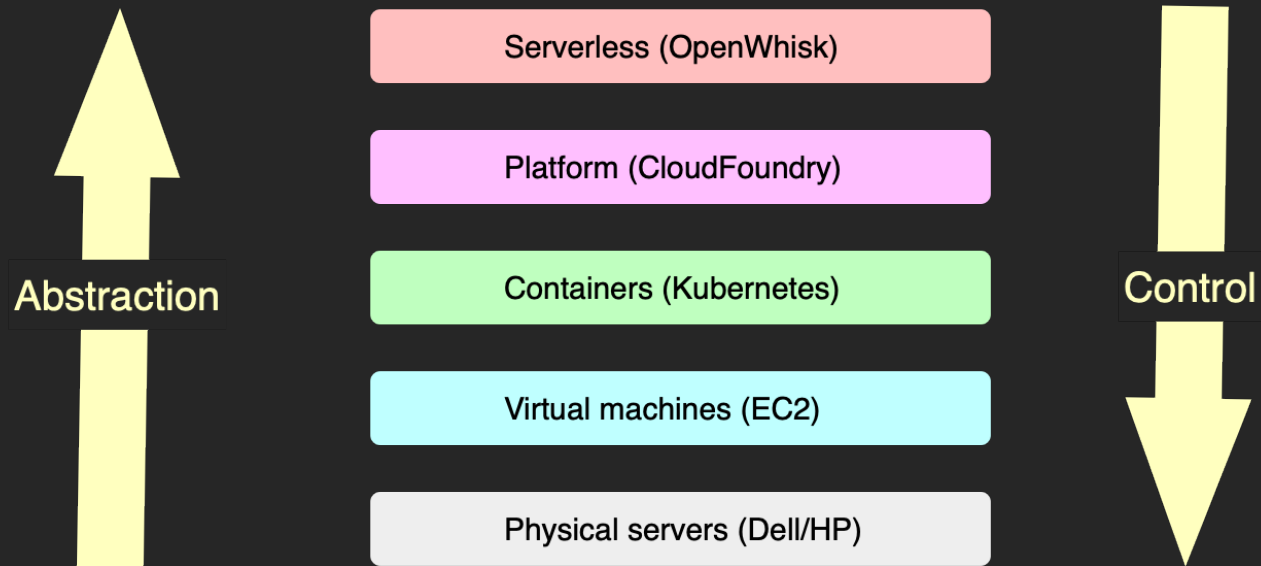 Serverless (OpenWhisk)
Platform (CloudFoundry)
Abstraction
Containers (Kubernetes)
Control
Virtual machines (EC2)
Physical servers (Dell/HP)